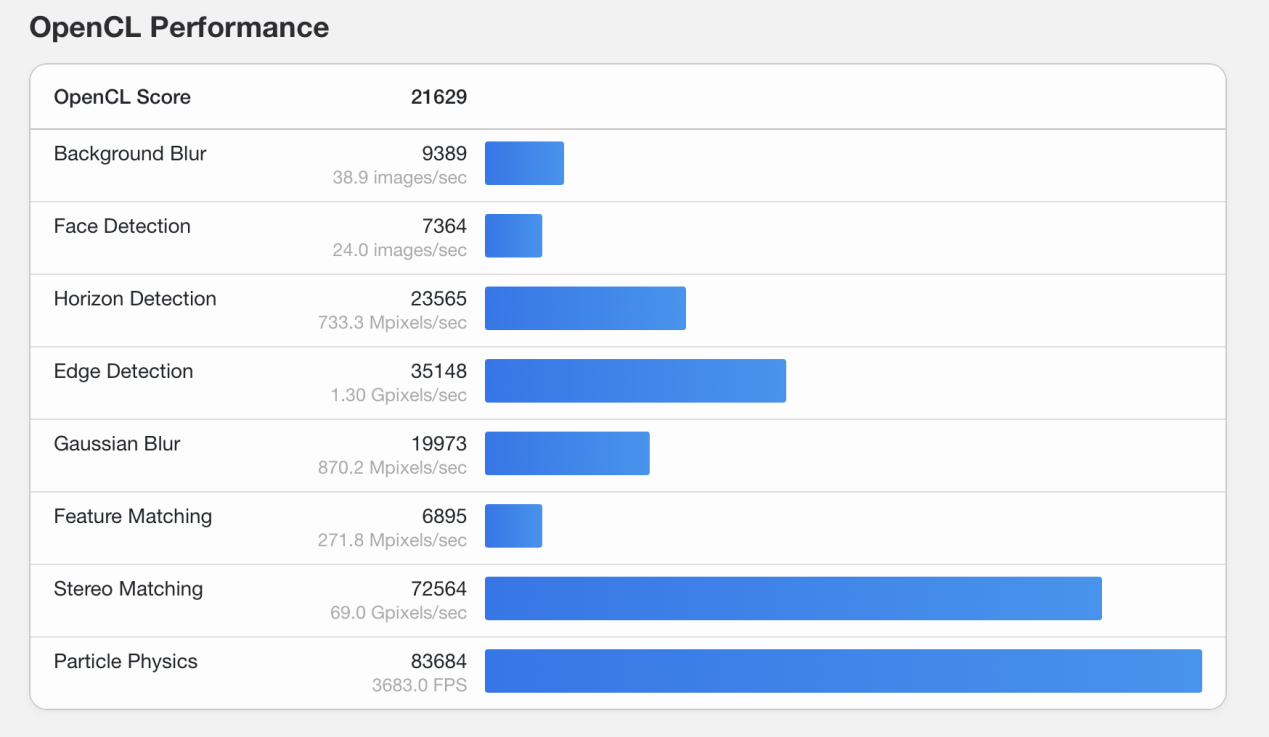 OpenCL Performance
OpenCL Score 21629
Background Blur 9389
38.9 images/sec
Face Detection 7364
24.0 images/sec
Horizon Detection 23565
733.3 Mpixels/sec
Edge Detection 35148
1.30 Gpixels/sec
Gaussian Blur 19973
870.2 Mpixels/sec
Feature Matching 6895
271.8 Mpixels/sec
Stereo Matching 72564
69.0 Gpixels/sec
Particle Physics 83684
3683.0 FPS